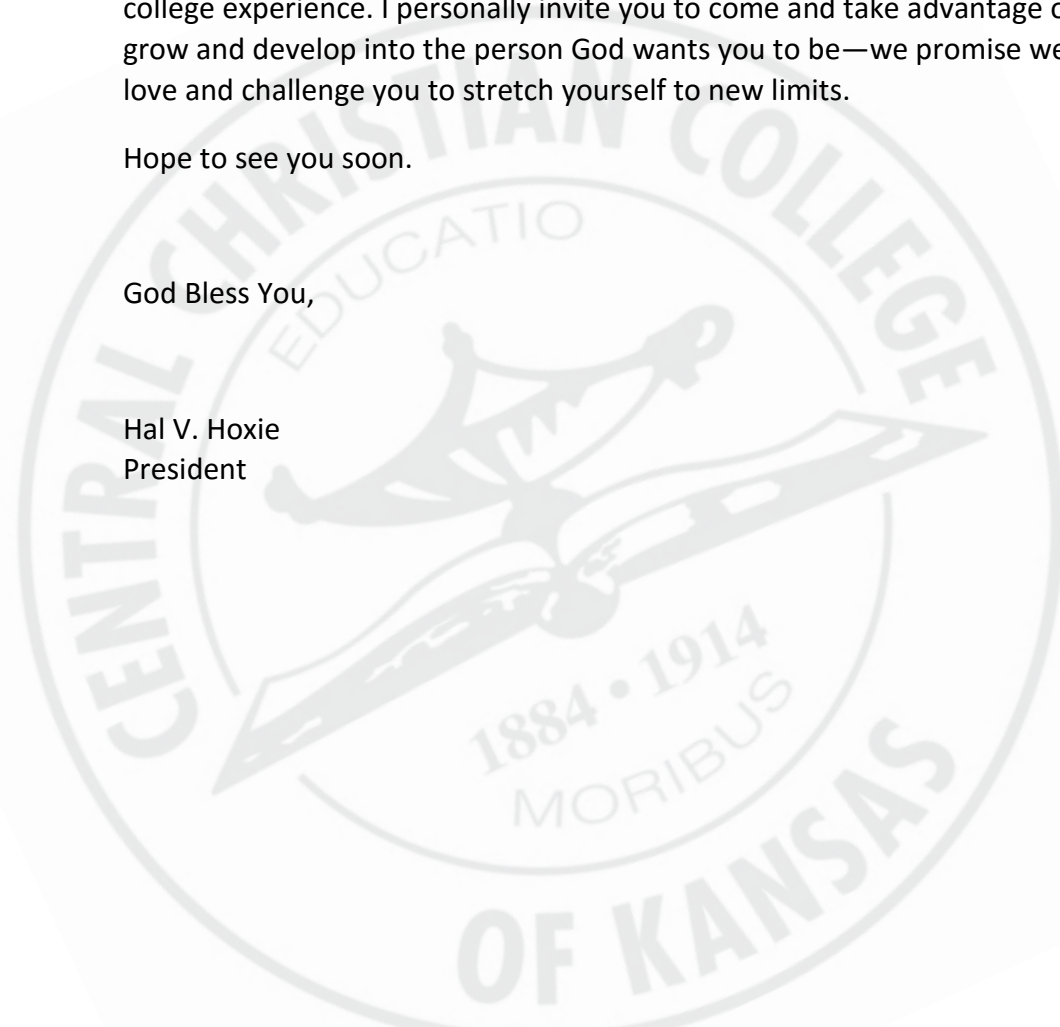 college experience. I personally invite you to come and take advantage
grow and develop into the person God wants you to be—we promise we
love and challenge you to stretch yourself to new limits.
Hope to see you soon.
God Bless You,
Hal V. Hoxie
President
CENTRAL CHRISTIAN COLLEGE
EDUCATIO
1884 • 1914
MORIBUS
OF KANSAS